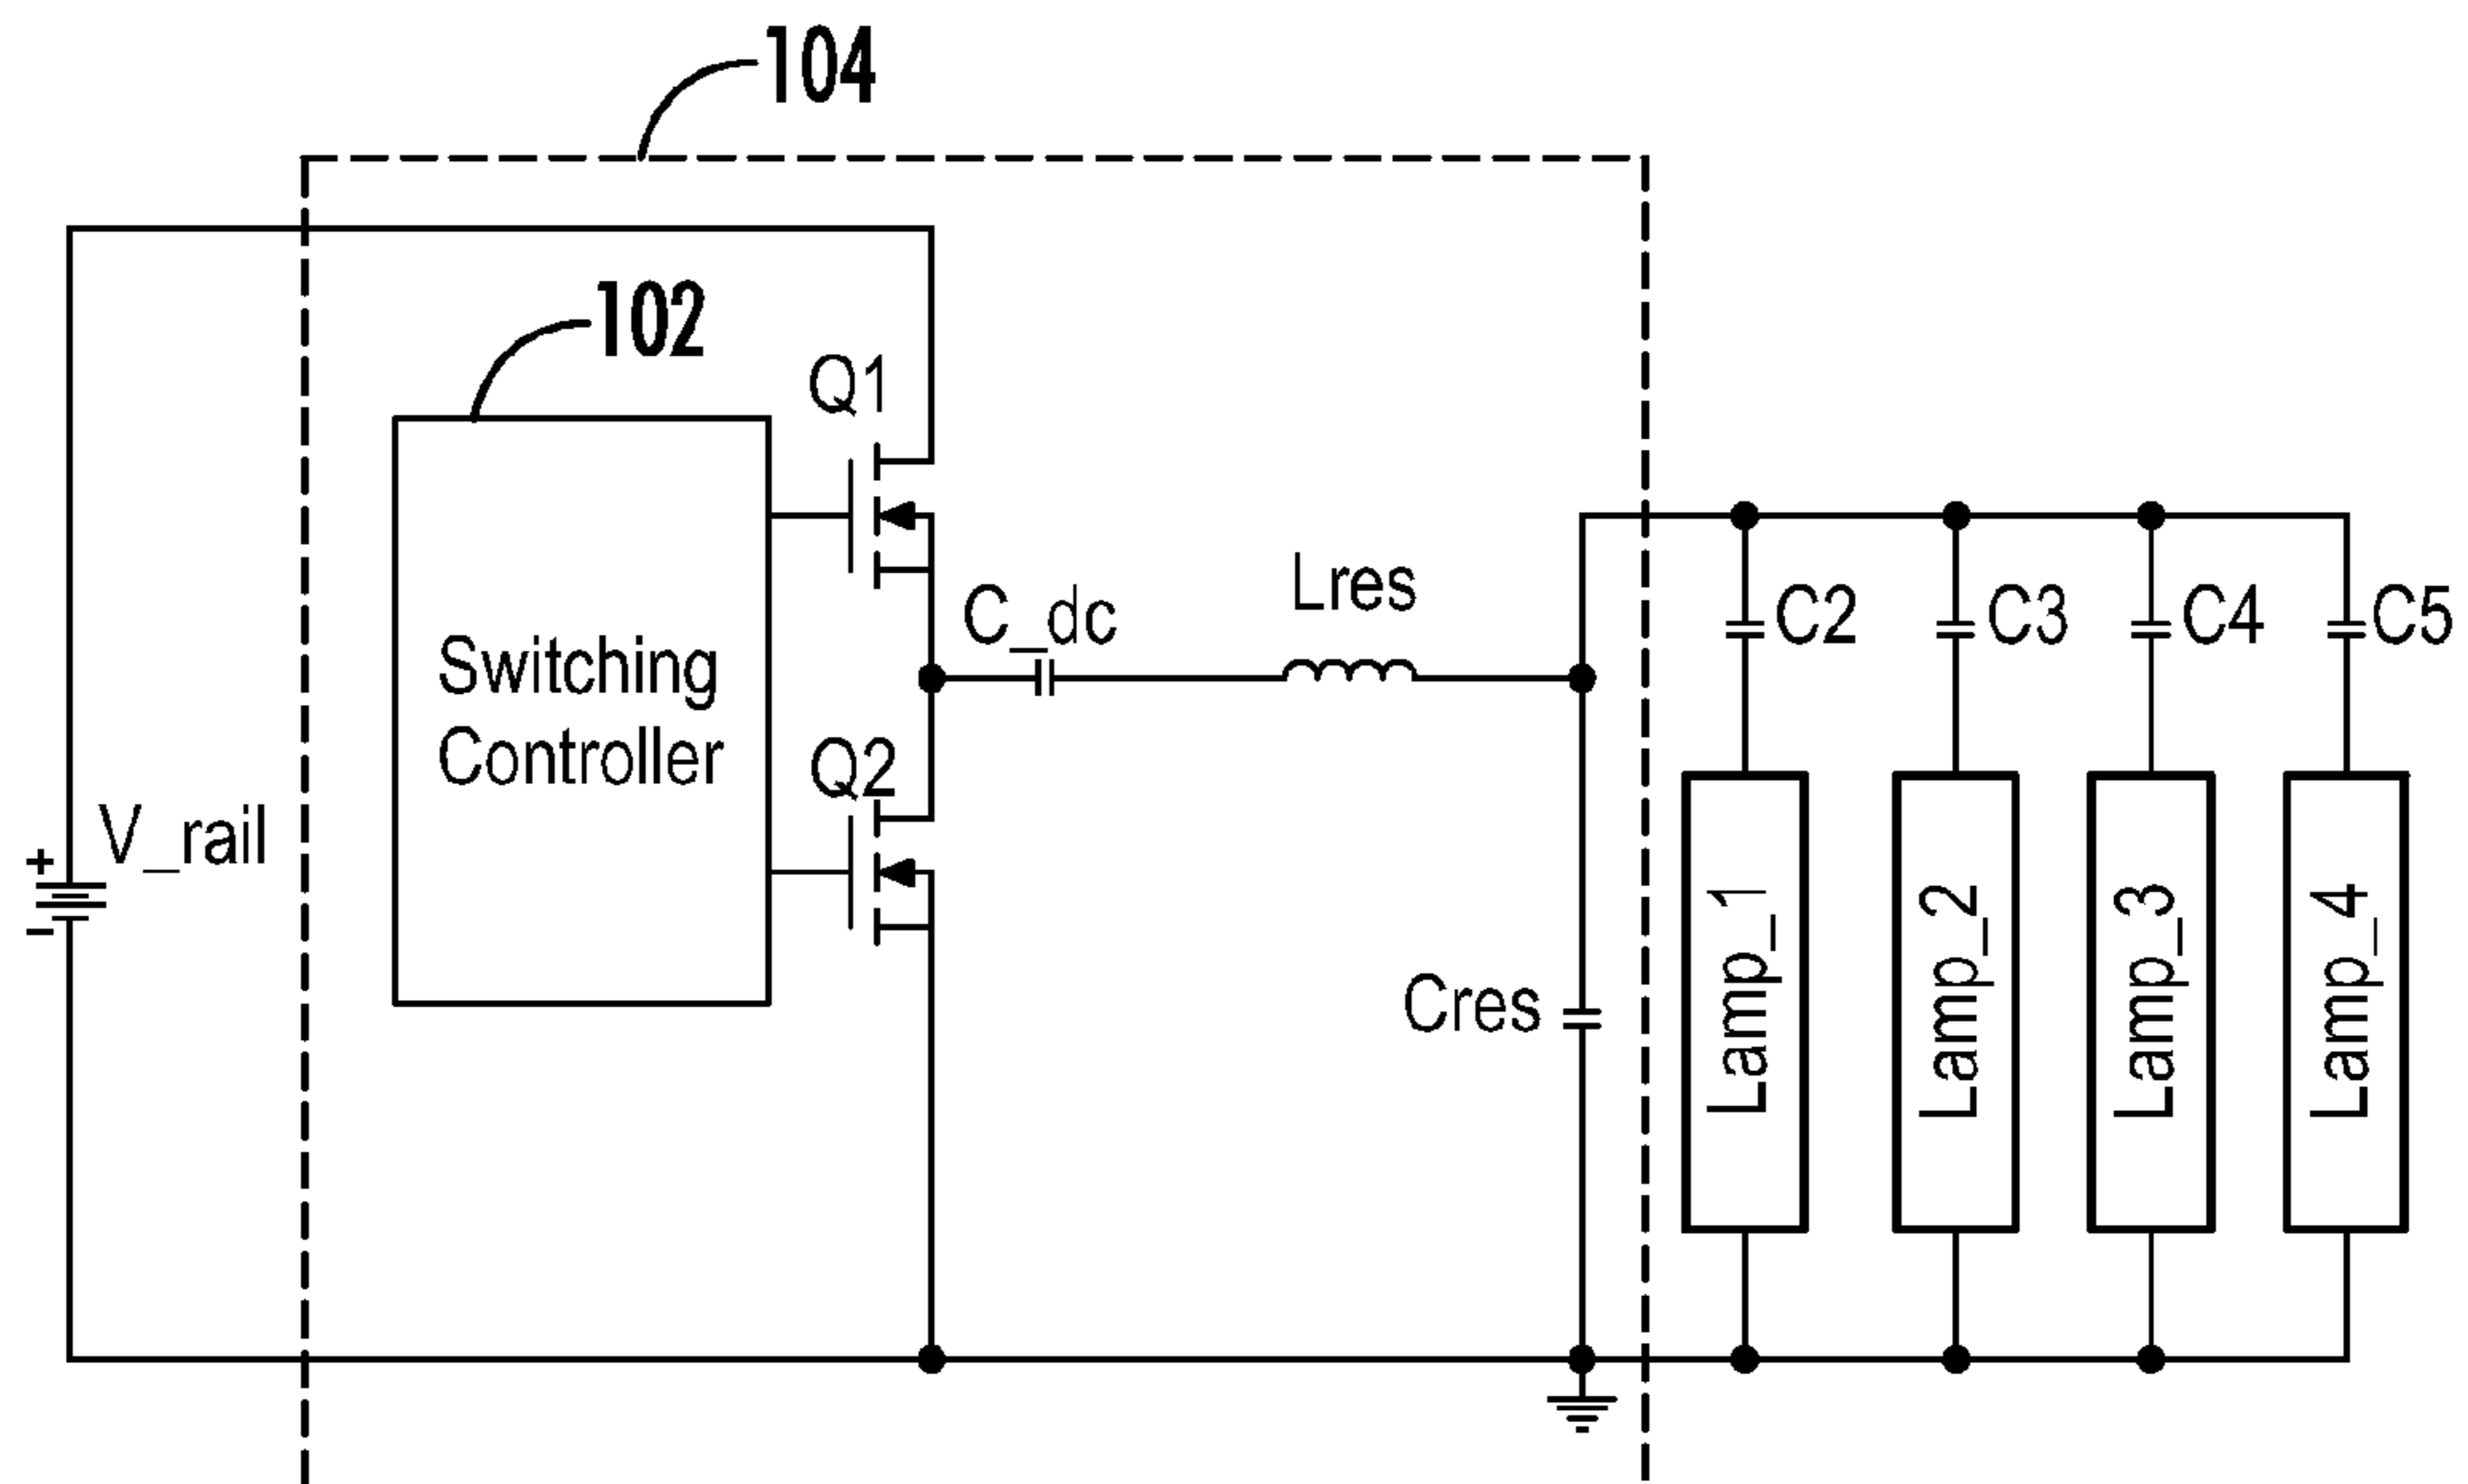 104
102
Q1
Lres
C_dc
C2
C3
C4
C5
Switching
Controller
Q2
+
V_rail
-
Lamp_1
Lamp_2
Lamp_3
Lamp_4
Cres